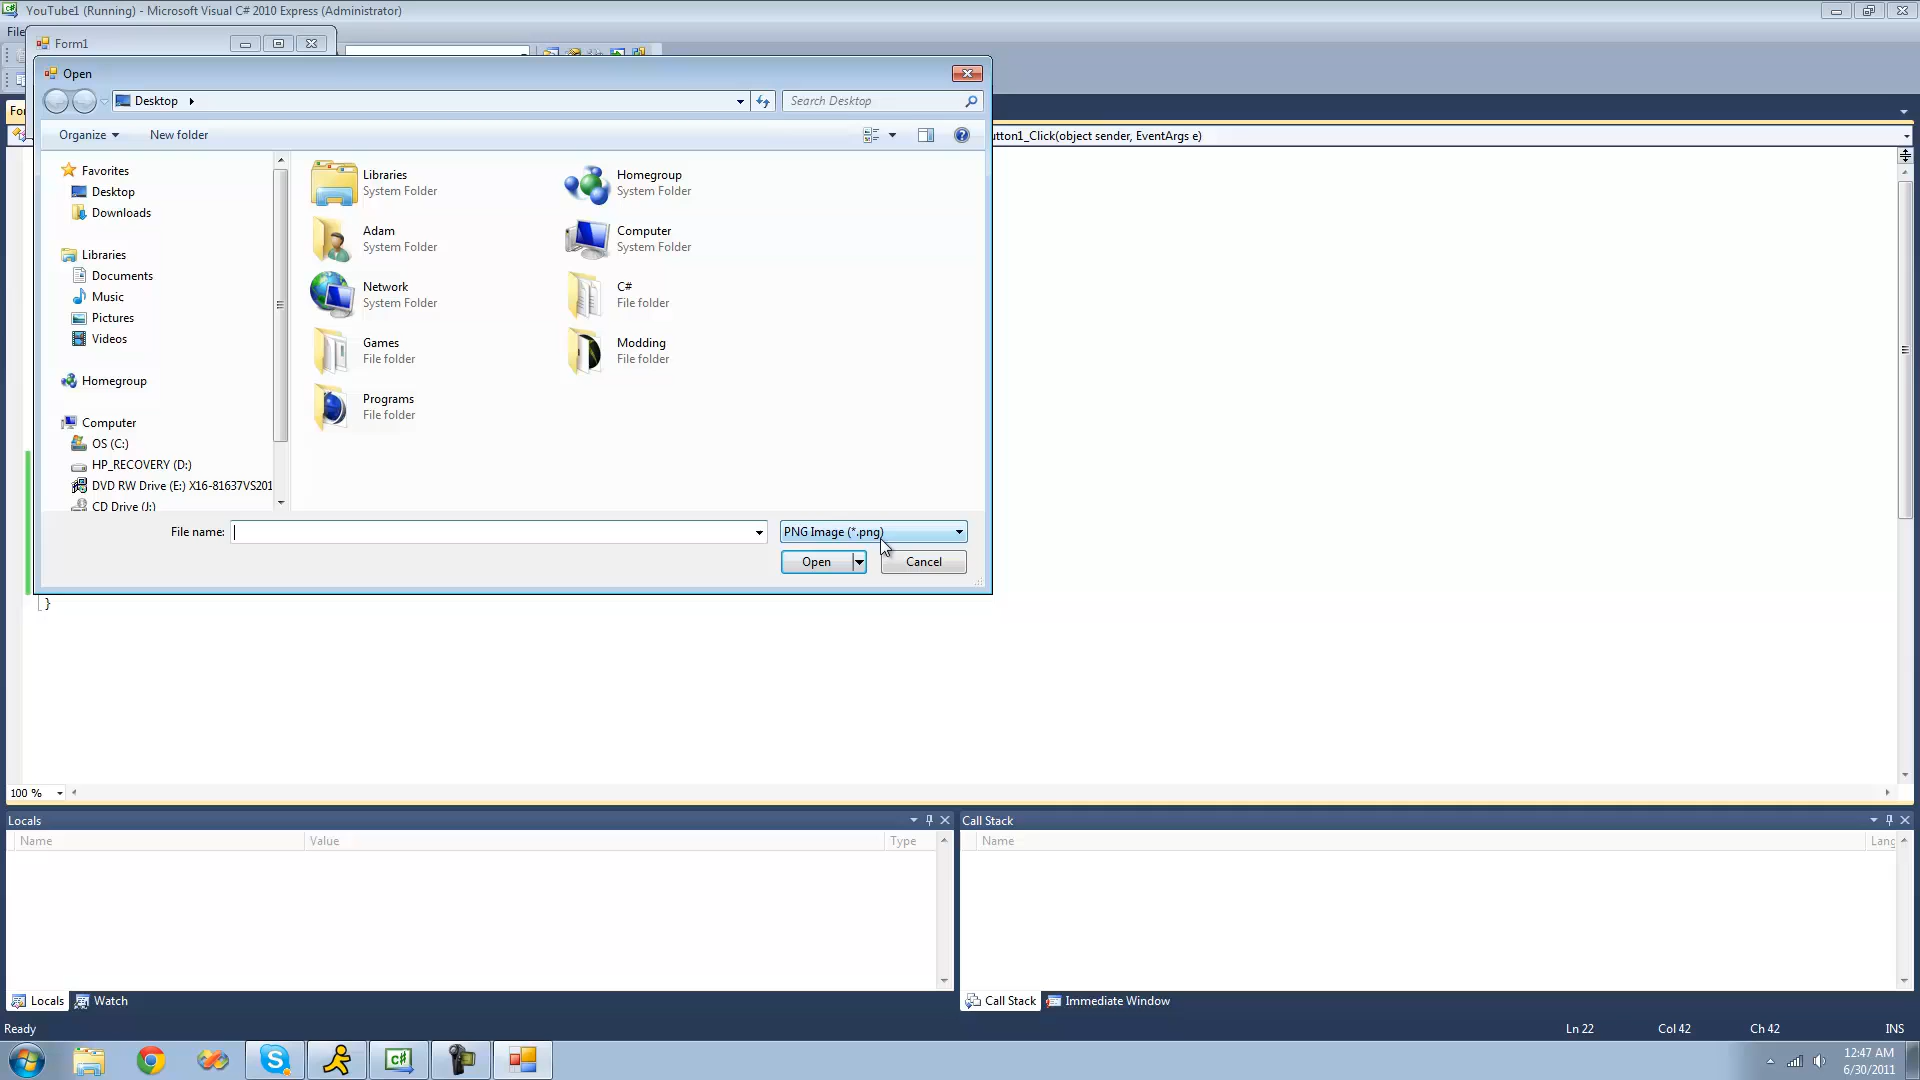 YouTube1 (Running) - Microsoft Visual C# 2010 Express (Administrator)
File
Form1
Open
Desktop
Search Desktop
Organize
New folder
utton1_Click(object sender, EventArgs e)
Favorites
Desktop
Downloads
Libraries
Documents
Music
Pictures
Videos
Homegroup
Computer
OS (C:)
HP_RECOVERY (D:)
DVD RW Drive (E:) X16-81637VS201
CD Drive (J:)
Libraries
System Folder
Homegroup
System Folder
Adam
System Folder
Computer
System Folder
Network
System Folder
C#
File folder
Games
File folder
Modding
File folder
Programs
File folder
File name:
PNG Image (*.png)
Open
Cancel
}
100 %
Locals
Name
Value
Type
Call Stack
Name
Lang
Locals
Watch
Call Stack
Immediate Window
Ready
Ln 22
Col 42
Ch 42
INS
12:47 AM
6/30/2011